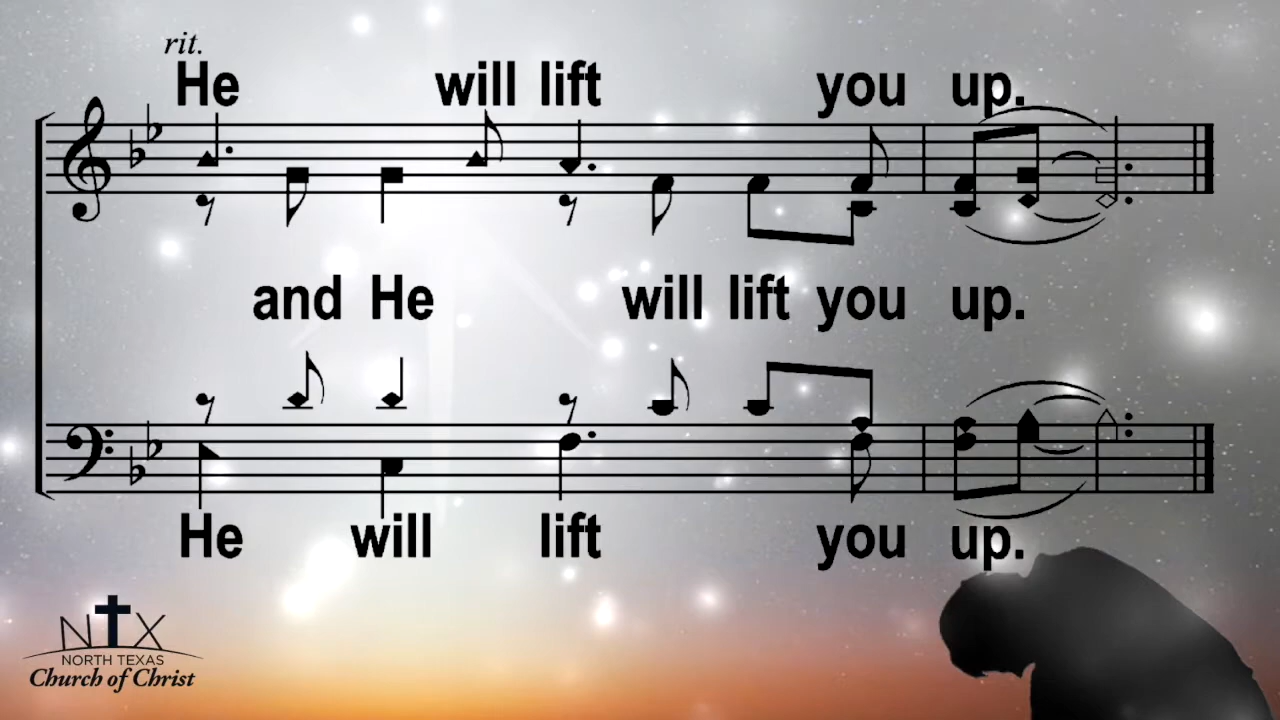 rit.
He will lift you up.
and He will lift you up.
He will lift you up.
NTX
NORTH TEXAS
Church of Christ